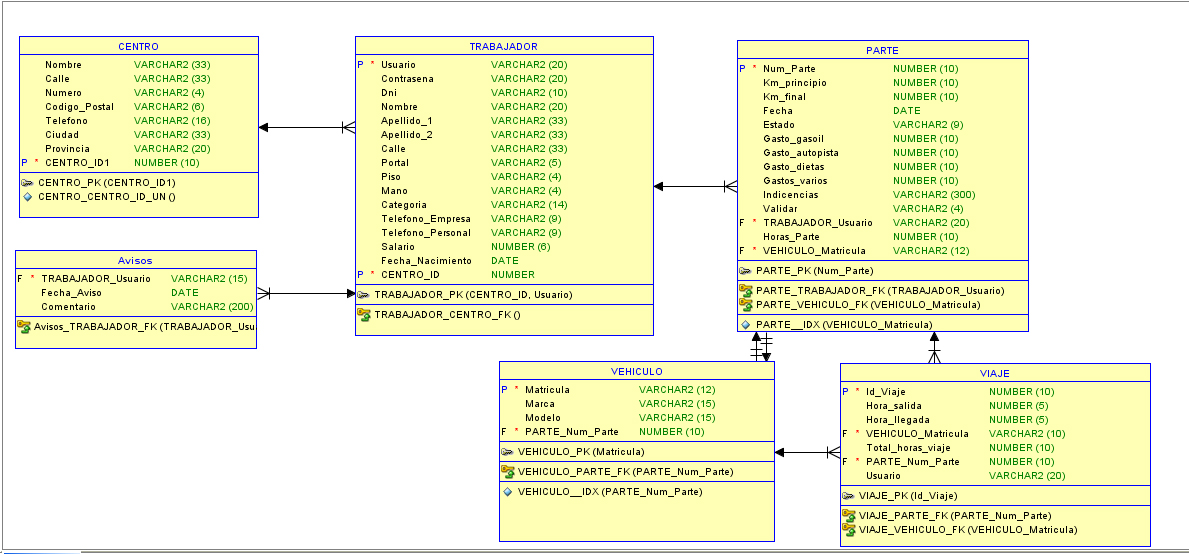 CENTRO
Nombre VARCHAR2 (33)
Calle VARCHAR2 (33)
Numero VARCHAR2 (4)
Codigo_Postal VARCHAR2 (6)
Telefono VARCHAR2 (16)
Ciudad VARCHAR2 (33)
Provincia VARCHAR2 (20)
P * CENTRO_ID1 NUMBER (10)
CENTRO_PK (CENTRO_ID1)
CENTRO_CENTRO_ID_UN ()
TRABAJADOR
P * Usuario VARCHAR2 (20)
Contrasena VARCHAR2 (20)
Dni VARCHAR2 (10)
Nombre VARCHAR2 (20)
Apellido_1 VARCHAR2 (33)
Apellido_2 VARCHAR2 (33)
Calle VARCHAR2 (33)
Portal VARCHAR2 (5)
Piso VARCHAR2 (4)
Mano VARCHAR2 (4)
Categoria VARCHAR2 (14)
Telefono_Empresa VARCHAR2 (9)
Telefono_Personal VARCHAR2 (9)
Salario NUMBER (6)
Fecha_Nacimiento DATE
P * CENTRO_ID NUMBER
TRABAJADOR_PK (CENTRO_ID, Usuario)
TRABAJADOR_CENTRO_FK ()
PARTE
P * Num_Parte NUMBER (10)
Km_principio NUMBER (10)
Km_final NUMBER (10)
Fecha DATE
Estado VARCHAR2 (9)
Gasto_gasoil NUMBER (10)
Gasto_autopista NUMBER (10)
Gasto_dietas NUMBER (10)
Gastos_varios NUMBER (10)
Indicencias VARCHAR2 (300)
Validar VARCHAR2 (4)
F * TRABAJADOR_Usuario VARCHAR2 (20)
Horas_Parte NUMBER (10)
F * VEHICULO_Matricula VARCHAR2 (12)
PARTE_PK (Num_Parte)
PARTE_TRABAJADOR_FK (TRABAJADOR_Usuario)
PARTE_VEHICULO_FK (VEHICULO_Matricula)
PARTE__IDX (VEHICULO_Matricula)
Avisos
F * TRABAJADOR_Usuario VARCHAR2 (15)
Fecha_Aviso DATE
Comentario VARCHAR2 (200)
Avisos_TRABAJADOR_FK (TRABAJADOR_Usu
VEHICULO
P * Matricula VARCHAR2 (12)
Marca VARCHAR2 (15)
Modelo VARCHAR2 (15)
F * PARTE_Num_Parte NUMBER (10)
VEHICULO_PK (Matricula)
VEHICULO_PARTE_FK (PARTE_Num_Parte)
VEHICULO__IDX (PARTE_Num_Parte)
VIAJE
P * Id_Viaje NUMBER (10)
Hora_salida NUMBER (5)
Hora_llegada NUMBER (5)
F * VEHICULO_Matricula VARCHAR2 (10)
Total_horas_viaje NUMBER (10)
F * PARTE_Num_Parte NUMBER (10)
Usuario VARCHAR2 (20)
VIAJE_PK (Id_Viaje)
VIAJE_PARTE_FK (PARTE_Num_Parte)
VIAJE_VEHICULO_FK (VEHICULO_Matricula)